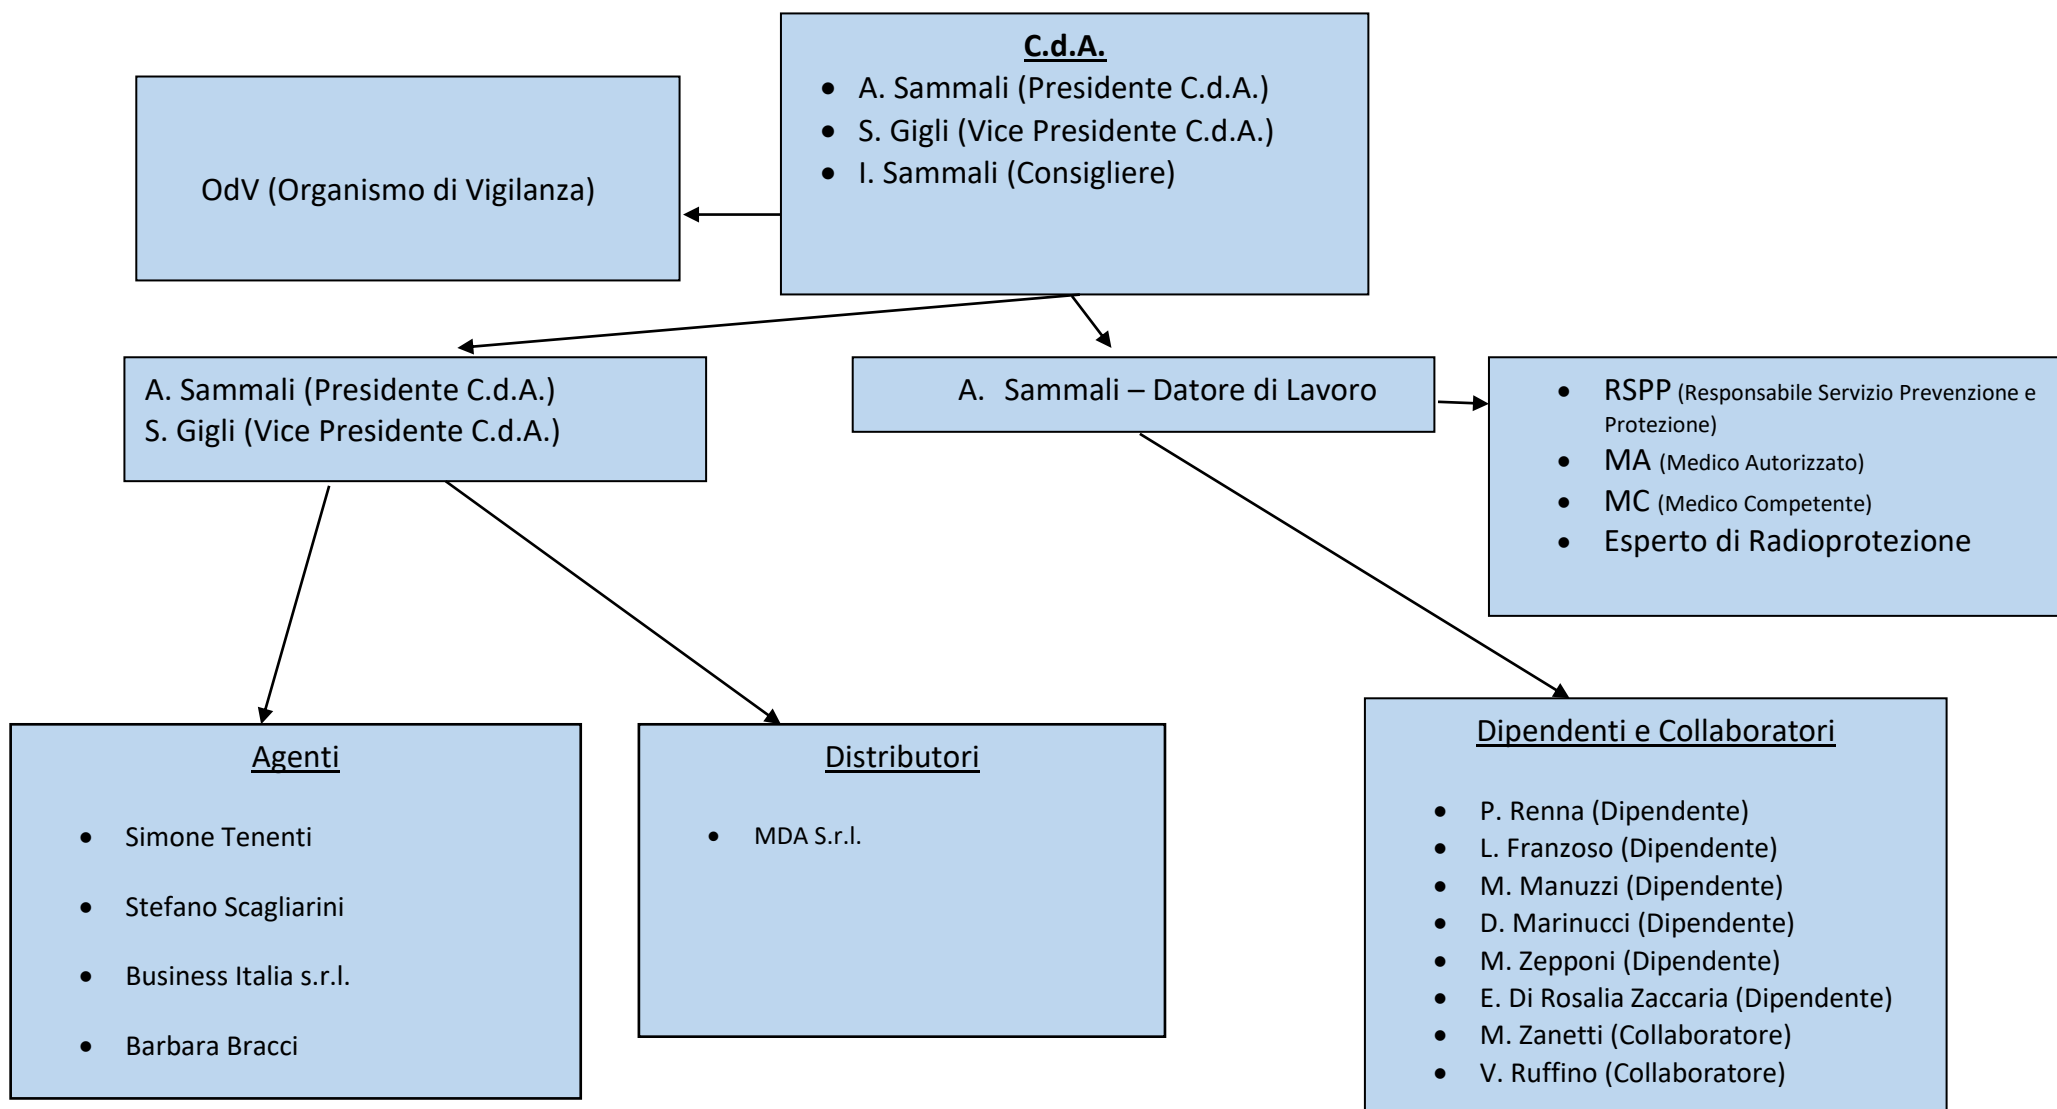 C.d.A.
• A. Sammali (Presidente C.d.A.)
• S. Gigli (Vice Presidente C.d.A.)
• I. Sammali (Consigliere)
OdV (Organismo di Vigilanza)
A. Sammali (Presidente C.d.A.)
S. Gigli (Vice Presidente C.d.A.)
A. Sammali – Datore di Lavoro
• RSPP (Responsabile Servizio Prevenzione e
Protezione)
• MA (Medico Autorizzato)
• MC (Medico Competente)
• Esperto di Radioprotezione
Agenti
• Simone Tenenti
• Stefano Scagliarini
• Business Italia s.r.l.
• Barbara Bracci
Distributori
• MDA S.r.l.
Dipendenti e Collaboratori
• P. Renna (Dipendente)
• L. Franzoso (Dipendente)
• M. Manuzzi (Dipendente)
• D. Marinucci (Dipendente)
• M. Zepponi (Dipendente)
• E. Di Rosalia Zaccaria (Dipendente)
• M. Zanetti (Collaboratore)
• V. Ruffino (Collaboratore)